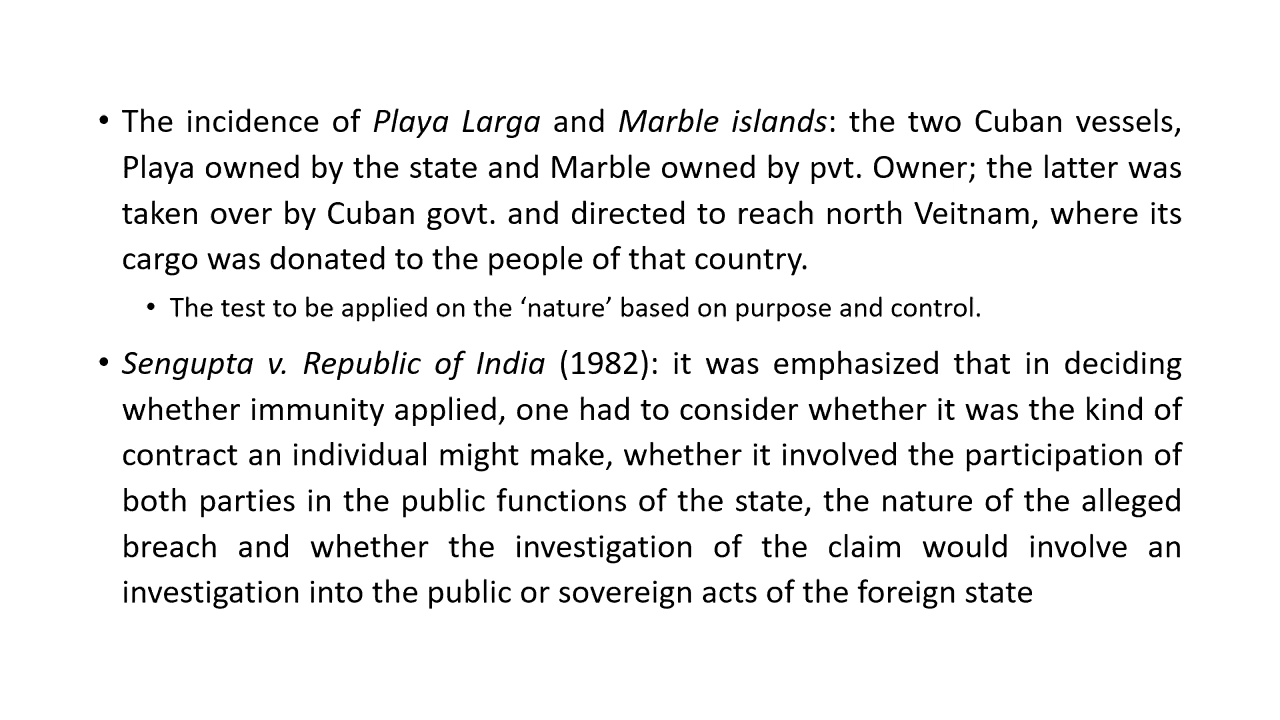 • The incidence of Playa Larga and Marble islands: the two Cuban vessels,
Playa owned by the state and Marble owned by pvt. Owner; the latter was
taken over by Cuban govt. and directed to reach north Veitnam, where its
cargo was donated to the people of that country.
• The test to be applied on the ‘nature’ based on purpose and control.
• Sengupta v. Republic of India (1982): it was emphasized that in deciding
whether immunity applied, one had to consider whether it was the kind of
contract an individual might make, whether it involved the participation of
both parties in the public functions of the state, the nature of the alleged
breach and whether the investigation of the claim would involve an
investigation into the public or sovereign acts of the foreign state